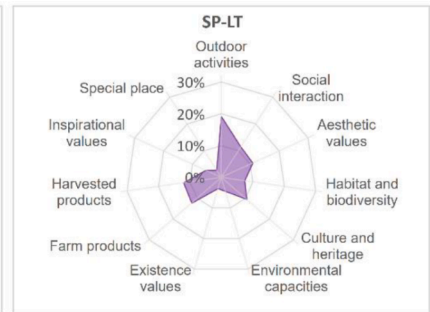 SP-LT
Outdoor
activities
30%
20%
10%
0%
Social
interaction
Aesthetic
values
Habitat and
biodiversity
Culture and
heritage
Environmental
capacities
Existence
values
Farm products
Harvested
products
Inspirational
values
Special place